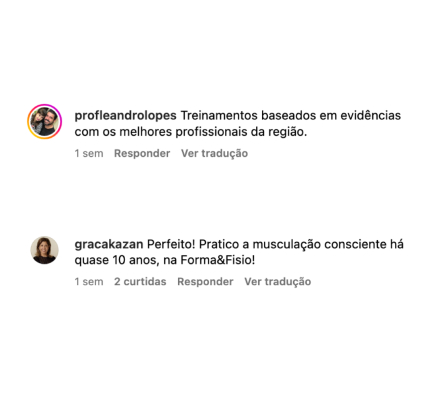 profleandrolopes Treinamentos baseados em evidências
com os melhores profissionais da região.
1 sem Responder Ver tradução
gracakazan Perfeito! Pratico a musculação consciente há
quase 10 anos, na Forma&Fisio!
1 sem 2 curtidas Responder Ver tradução